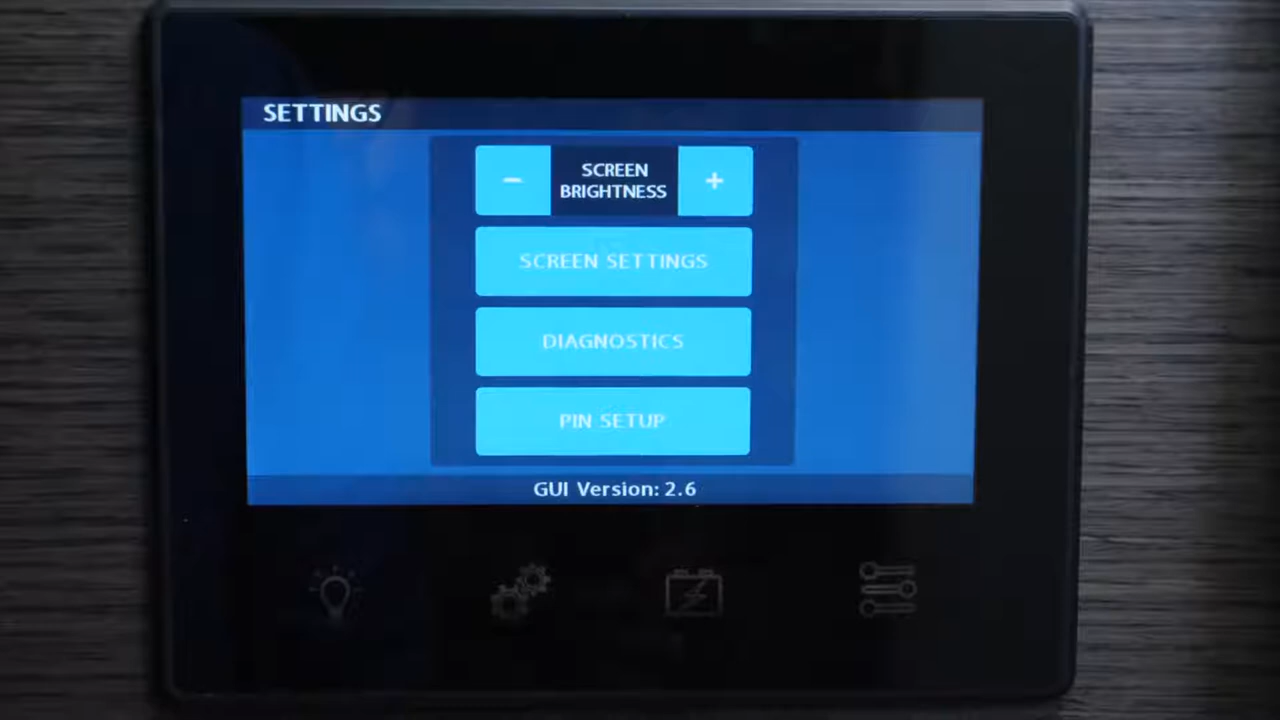 SETTINGS
−
SCREEN
BRIGHTNESS
+
SCREEN SETTINGS
DIAGNOSTICS
PIN SETUP
GUI Version: 2.6